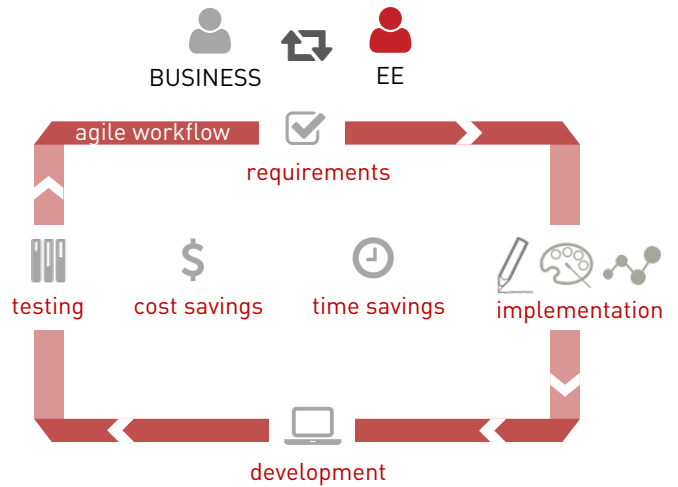 BUSINESS
EE
agile workflow
requirements
testing
cost savings
time savings
implementation
development